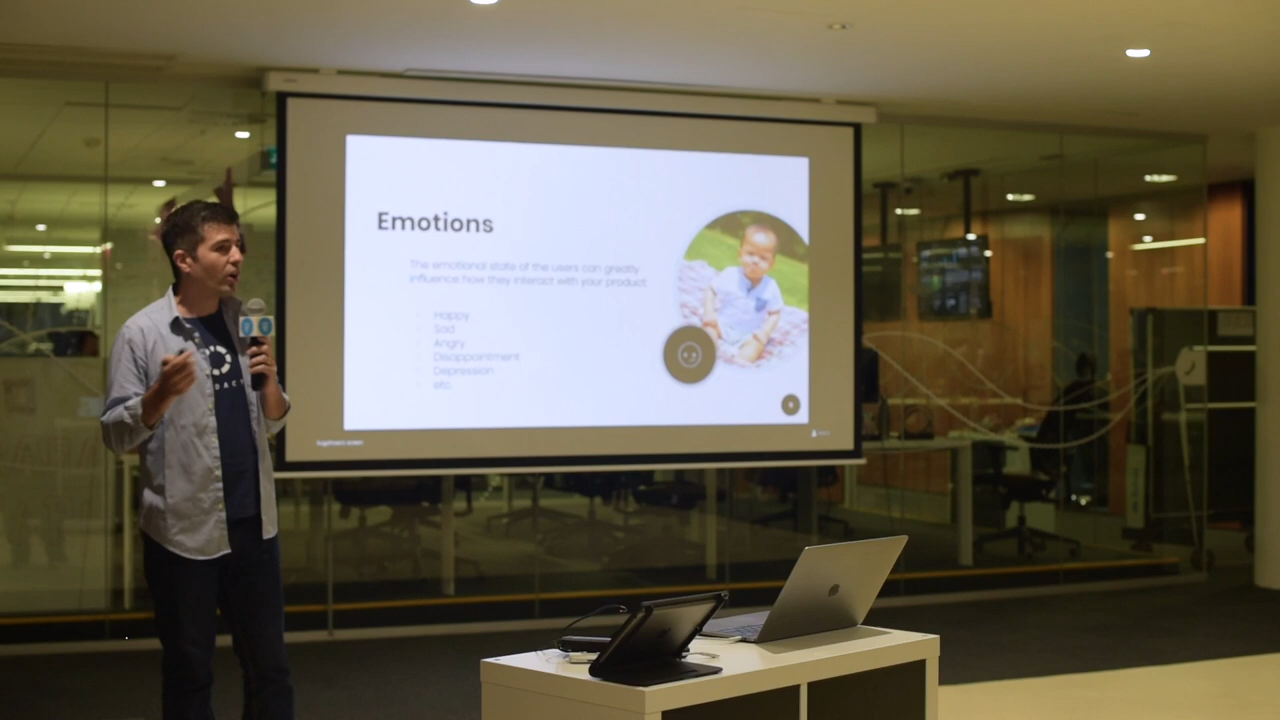 Emotions
The emotional state of the users can greatly
influence how they interact with your product.
Happy
Sad
Angry
Disappointment
Depression
etc.